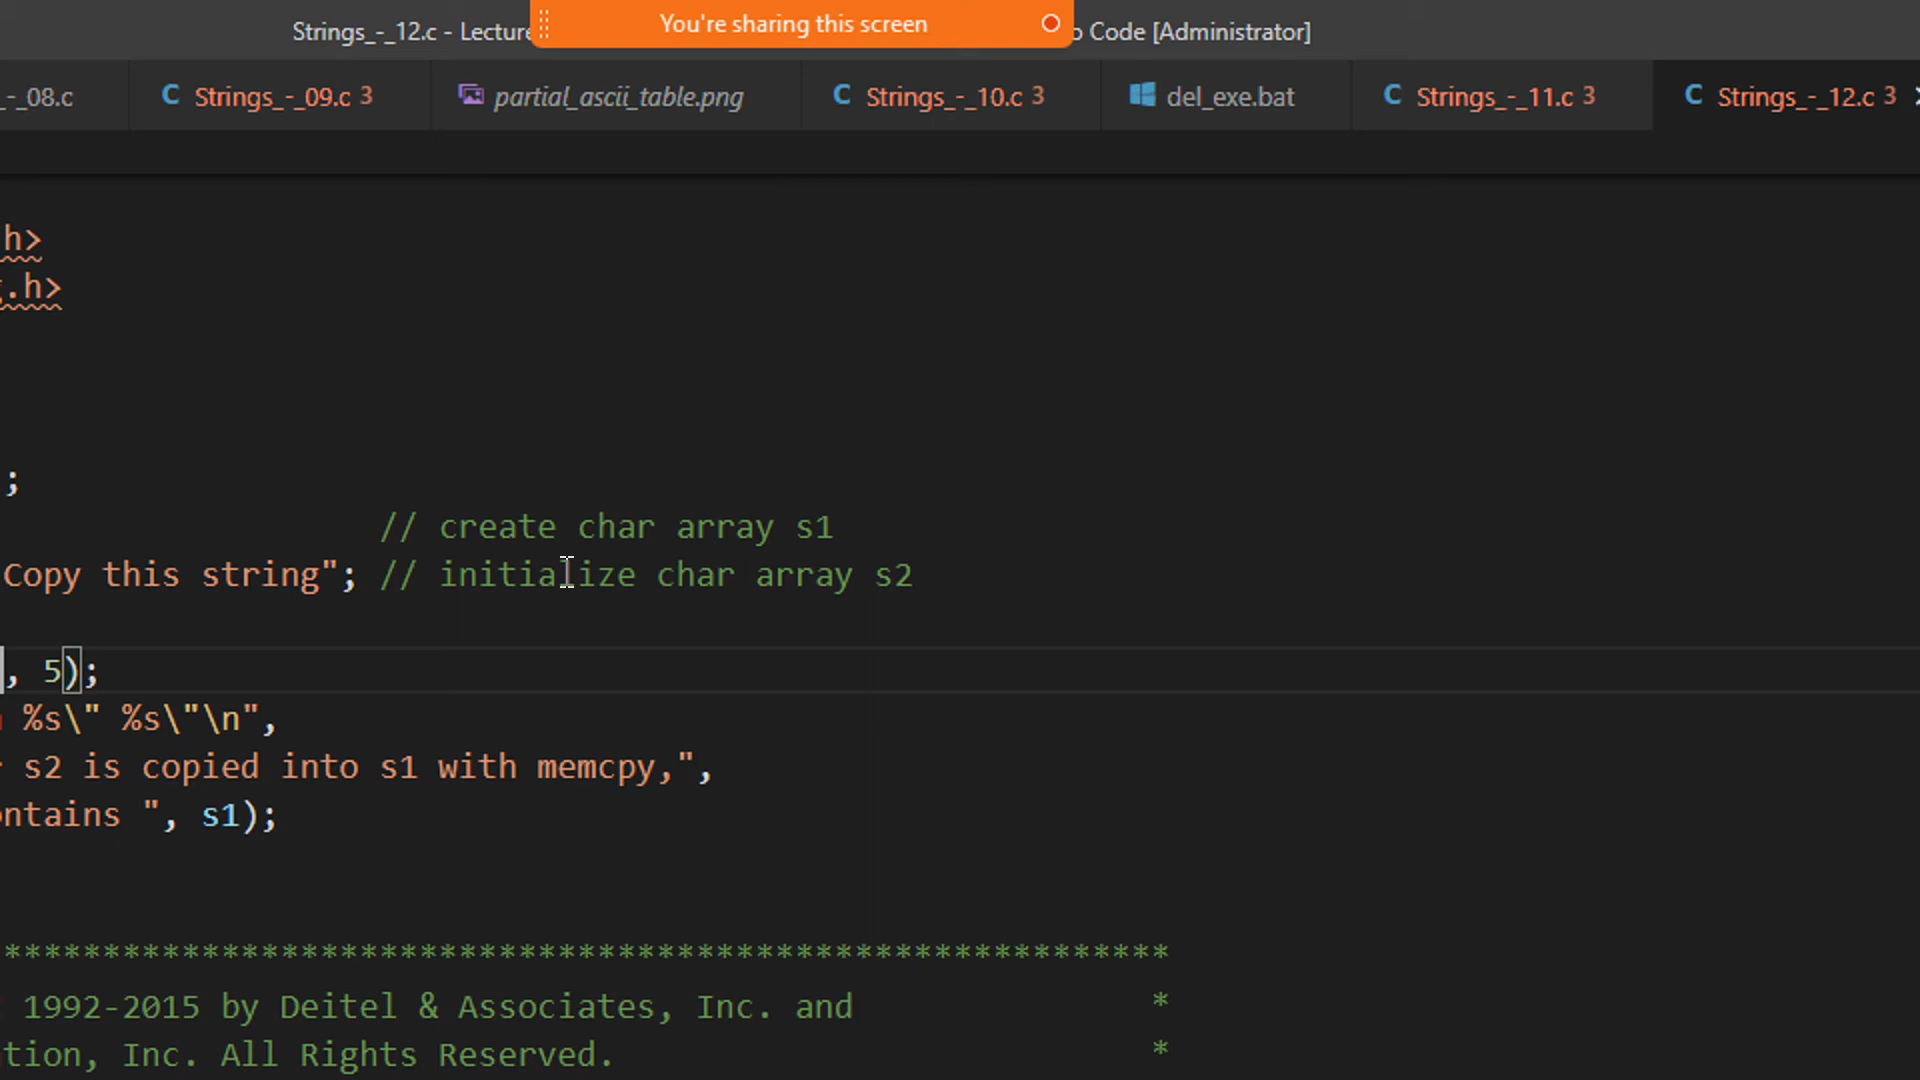 Strings_-_12.c - Lecture
You're sharing this screen
o Code [Administrator]
_-_08.c
C Strings_-_09.c 3
partial_ascii_table.png
C Strings_-_10.c 3
del_exe.bat
C Strings_-_11.c 3
C Strings_-_12.c 3
h>
g.h>
;
// create char array s1
Copy this string"; // initialize char array s2
, 5);
%s\" %s\"\n",
s2 is copied into s1 with memcpy,",
ontains ", s1);
***********************************************************
1992-2015 by Deitel & Associates, Inc. and *
tion, Inc. All Rights Reserved. *